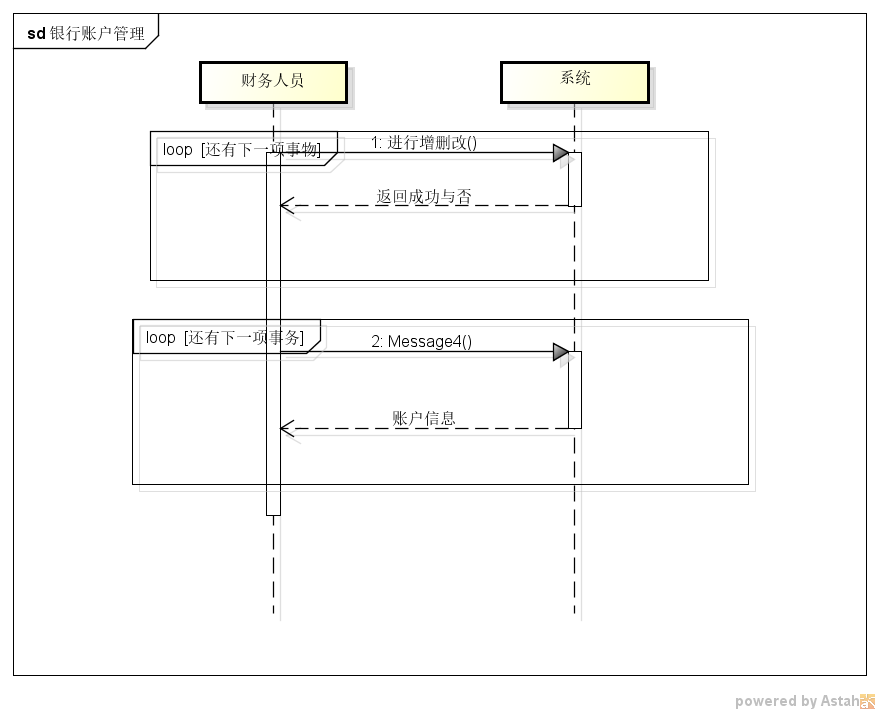 sd 银行账户管理
财务人员
系统
loop [还有下一项事物]
1: 进行增删改()
返回成功与否
loop [还有下一项事务]
2: Message4()
账户信息
powered by Astah